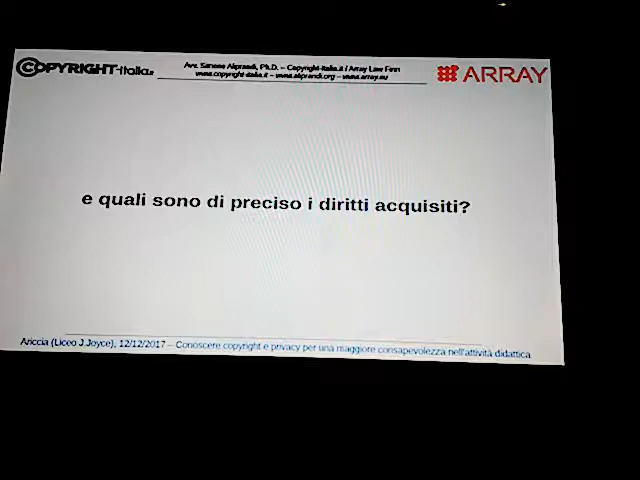 COPYRIGHT-Italia.it
Avv. Simone Aliprandi, Ph.D. – Copyright-Italia.it / Array Law Firm
www.copyright-italia.it – www.aliprandi.org – www.array.eu
ARRAY
e quali sono di preciso i diritti acquisiti?
Ariccia (Liceo J.Joyce), 12/12/2017 – Conoscere copyright e privacy per una maggiore consapevolezza nell'attività didattica